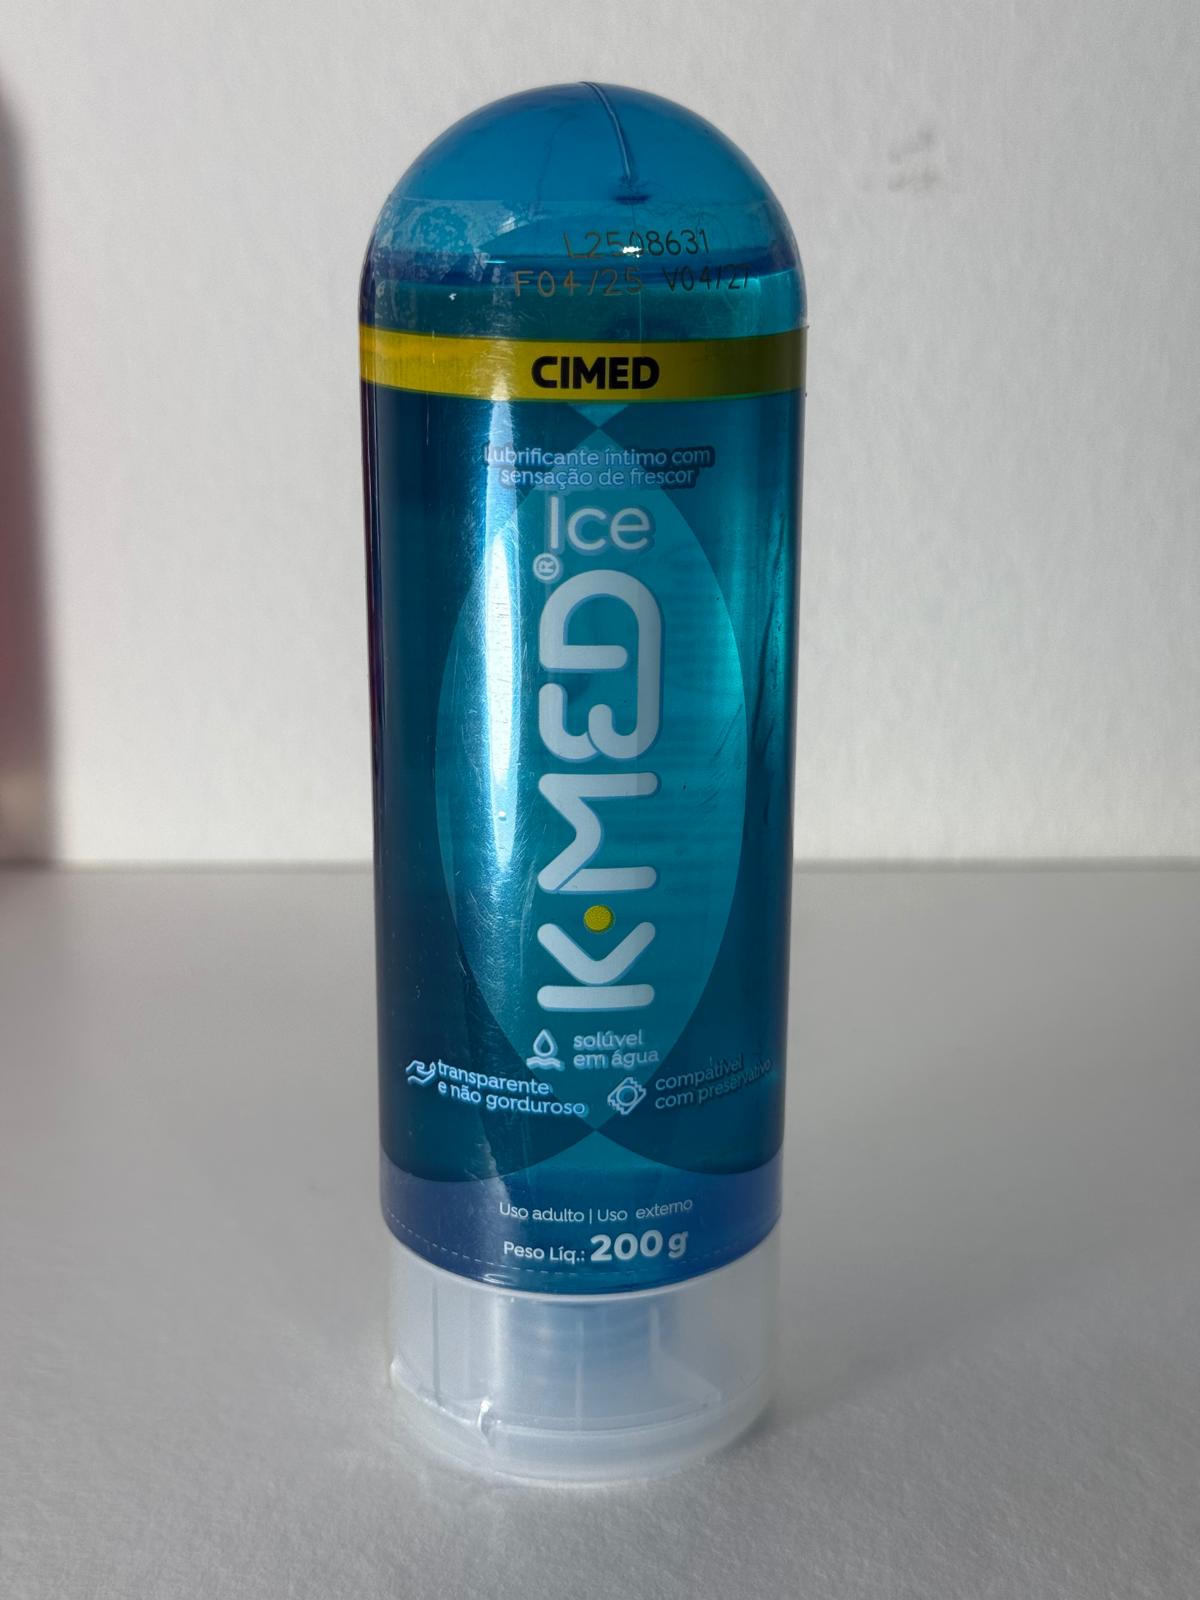 L2508631
F04/25 V04/27
CIMED
Lubrificante íntimo com
sensação de frescor
Ice
K·MED®
solúvel
em água
transparente
e não gorduroso
compatível
com preservativo
Uso adulto | Uso externo
Peso Líq.: 200g